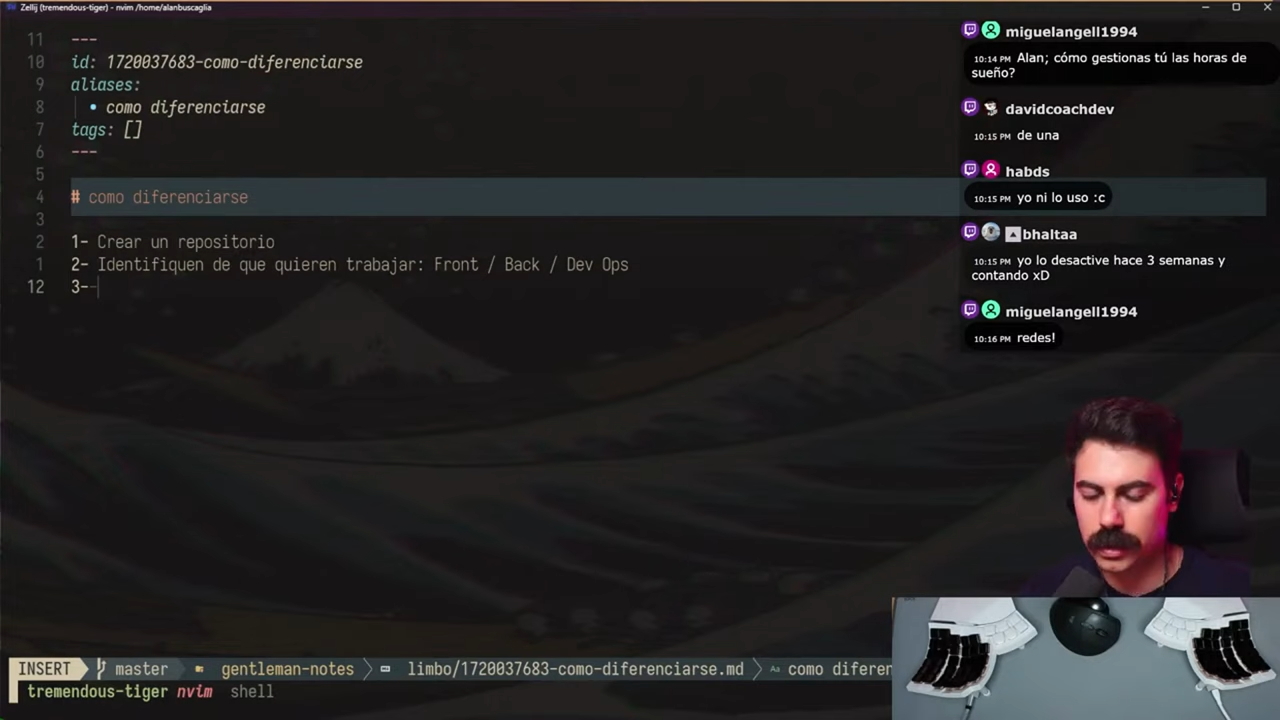 Zellij (tremendous-tiger) - nvim /home/alanbuscaglia
11 ---
10 id: 1720037683-como-diferenciarse
9 aliases:
8 • como diferenciarse
7 tags: []
6 ---
5
4 # como diferenciarse
3
2 1- Crear un repositorio
1 2- Identifiquen de que quieren trabajar: Front / Back / Dev Ops
12 3-
miguelangell1994
10:14 PM Alan; cómo gestionas tú las horas de
sueño?
davidcoachdev
10:15 PM de una
habds
10:15 PM yo ni lo uso :c
bhaltaa
10:15 PM yo lo desactive hace 3 semanas y
contando xD
miguelangell1994
10:16 PM redes!
INSERT master gentleman-notes limbo/1720037683-como-diferenciarse.md como diferen
tremendous-tiger nvim shell